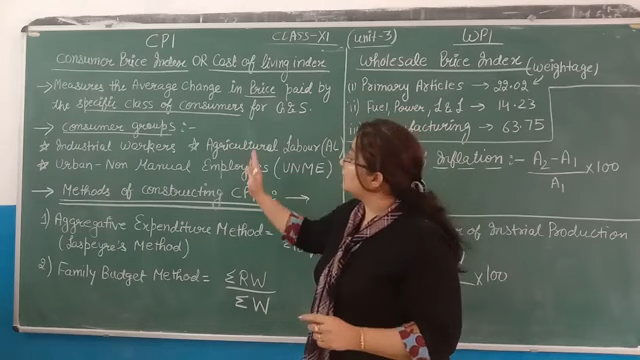 CPI
CLASS-XI
Consumer Price Index OR Cost of living index
→ Measures the Average Change in Price paid by
the specific class of consumers for G&S.
→ Consumer groups :-
☆ Industrial Workers ☆ Agricultural Labour (AL)
☆ Urban-Non Manual Employees (UNME)
→ Methods of constructing CPI
1) Aggregative Expenditure Method =
(Laspeyre's Method)
2) Family Budget Method = ΣRW
ΣW
(unit-3)
WPI
Wholesale Price Index
(weightage)
(i) Primary Articles → 22.02
ii) Fuel, Power, L&L → 14.23
63.75
Inflation :- A₂-A₁ ×100
A₁
of Instrial Production
×100